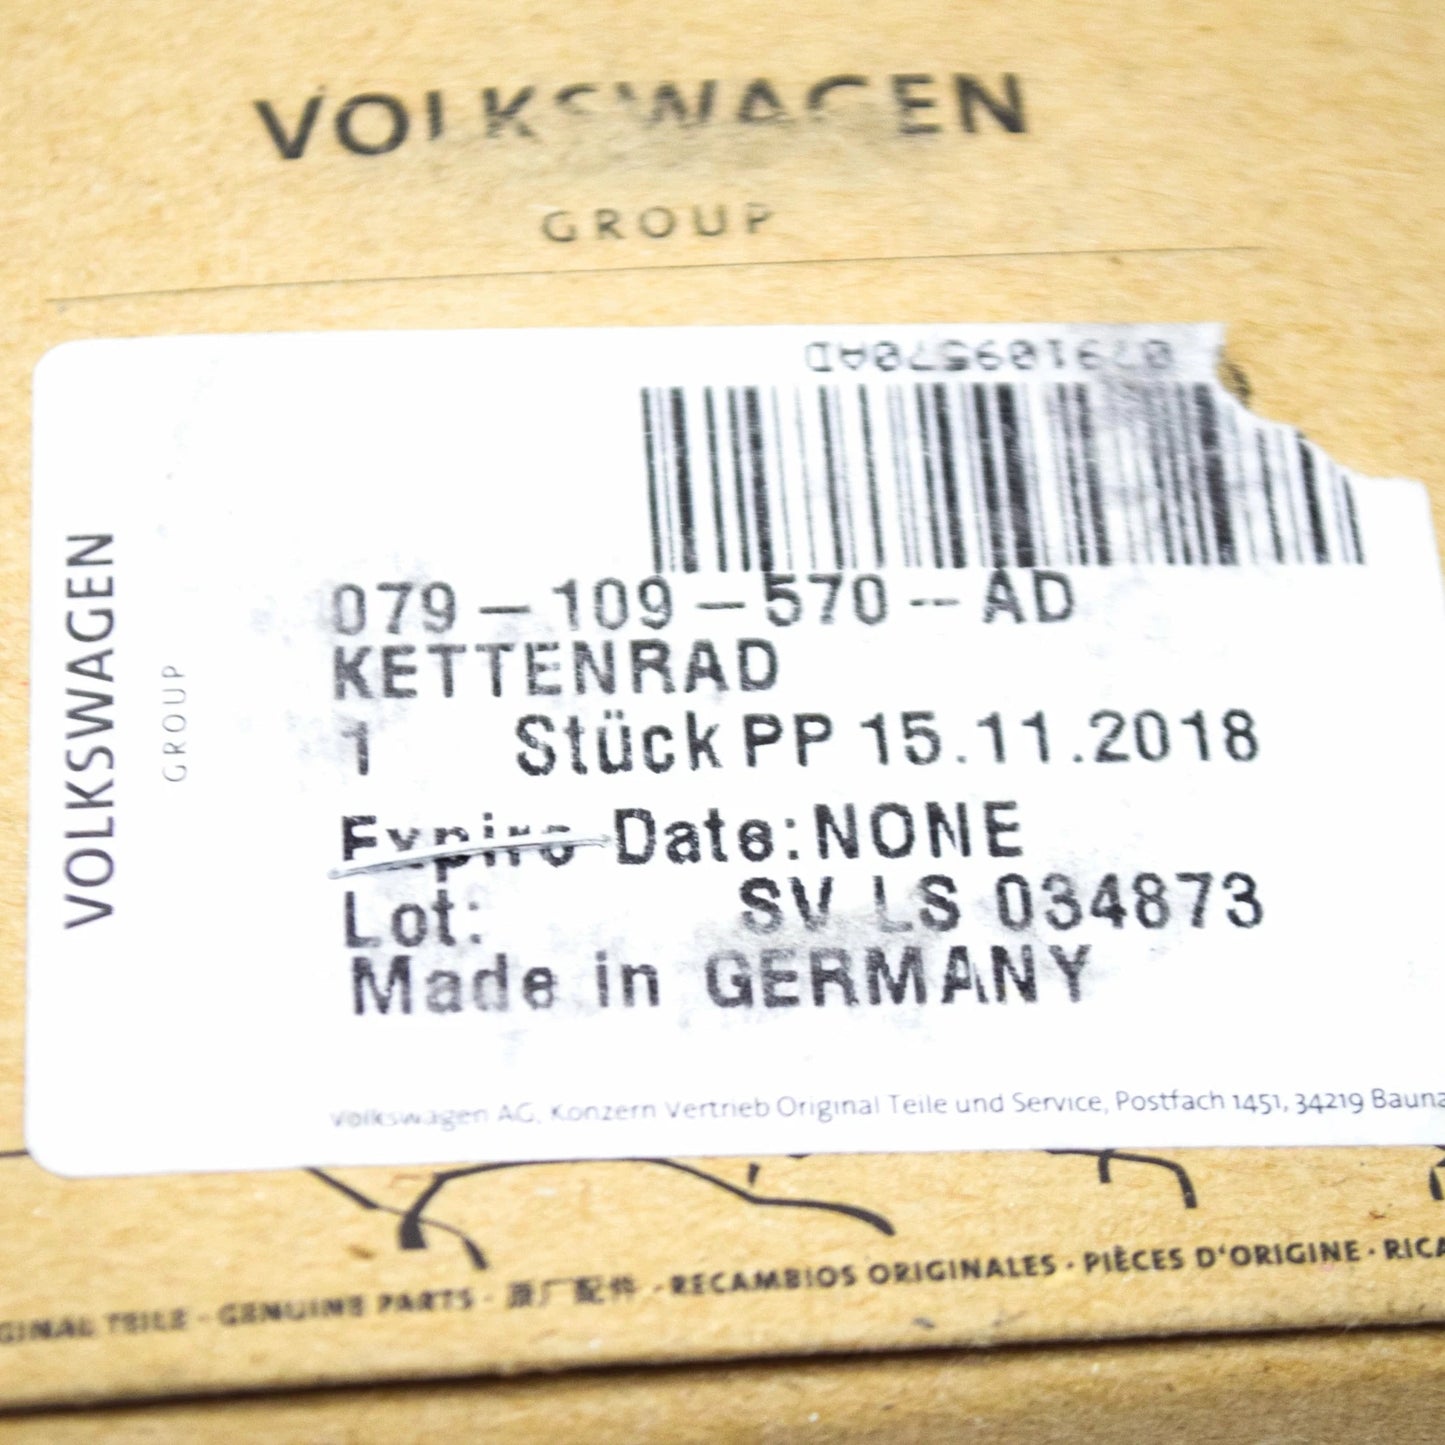 VOLKSWAGEN
GROUP
079109570AD
VOLKSWAGEN
GROUP
079-109-570--AD
KETTENRAD
1 Stück PP 15.11.2018
Expire Date:NONE
Lot: SV LS 034873
Made in GERMANY
Volkswagen AG, Konzern Vertrieb Original Teile und Service, Postfach 1451, 34219 Bauna
GINAL TEILE · GENUINE PARTS · 原厂配件 · RECAMBIOS ORIGINALES · PIÈCES D'ORIGINE · RICA